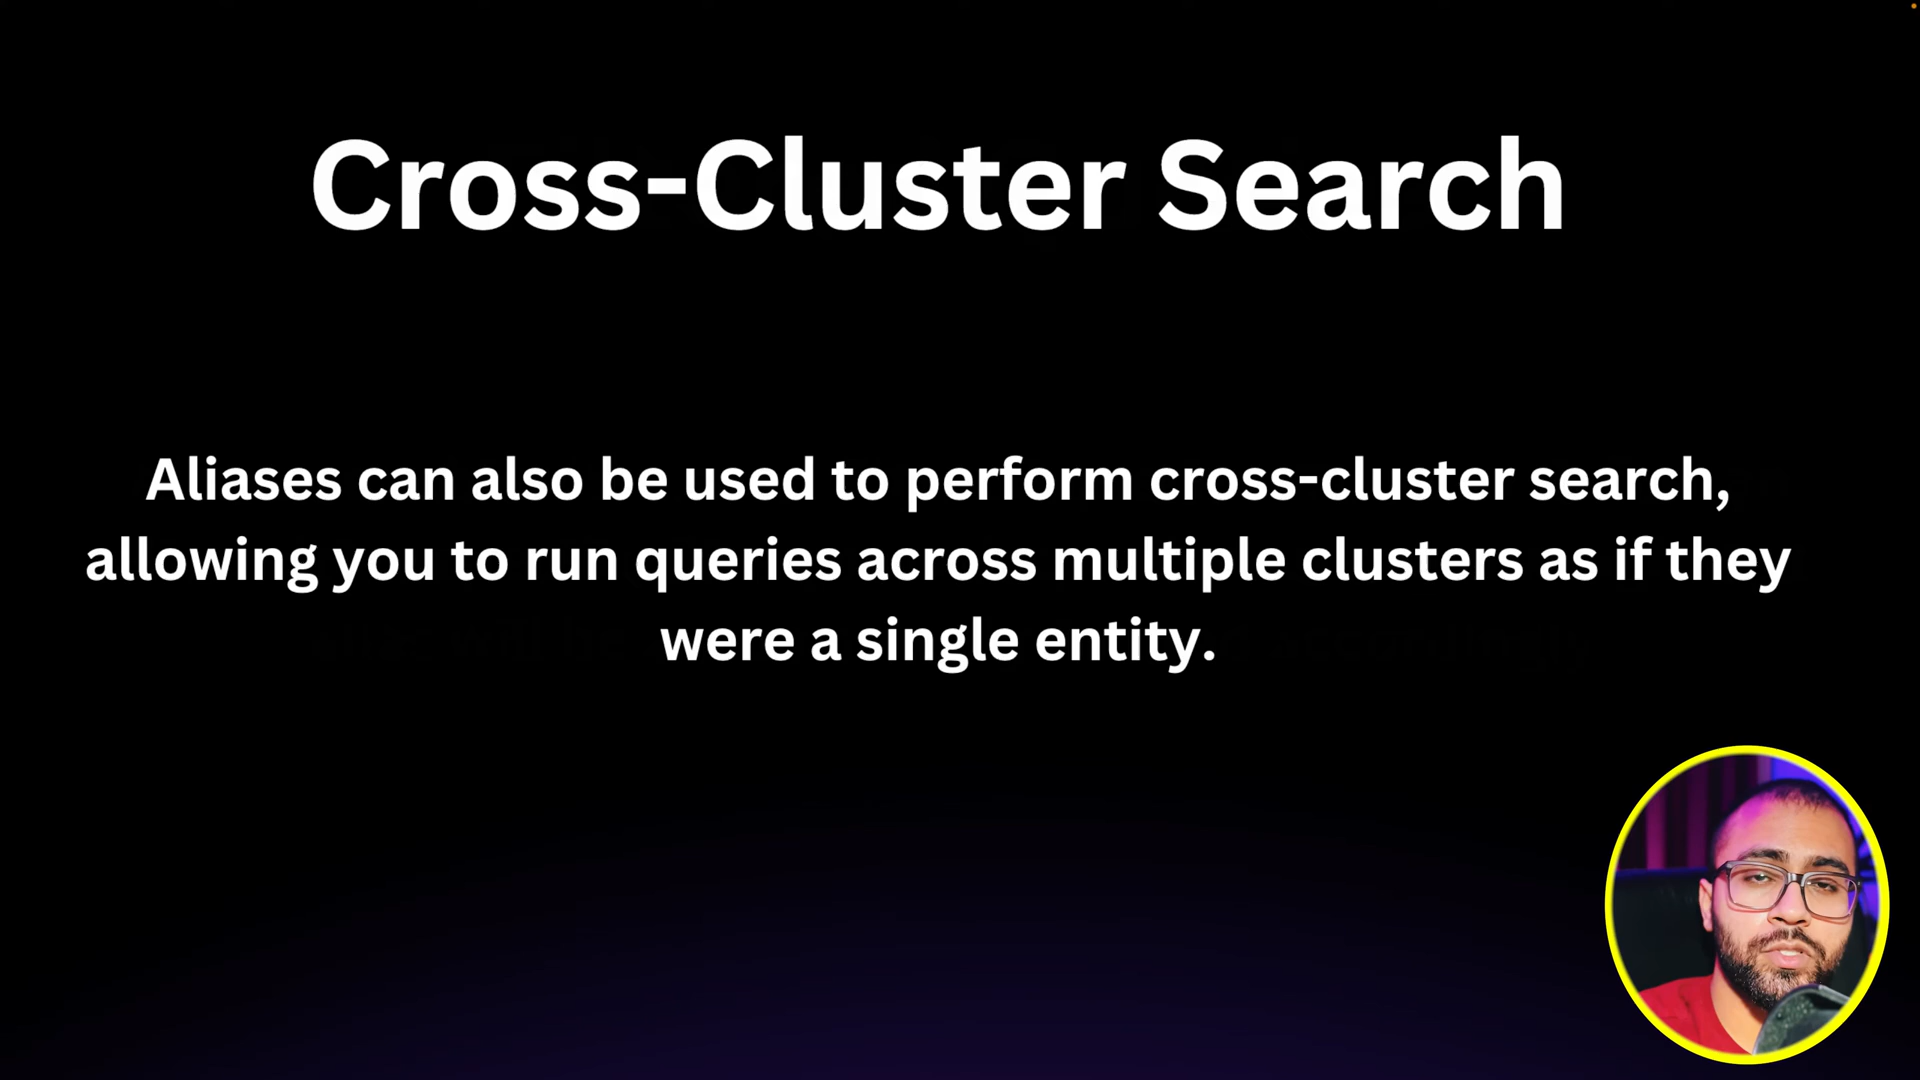 Cross-Cluster Search
Aliases can also be used to perform cross-cluster search,
allowing you to run queries across multiple clusters as if they
were a single entity.